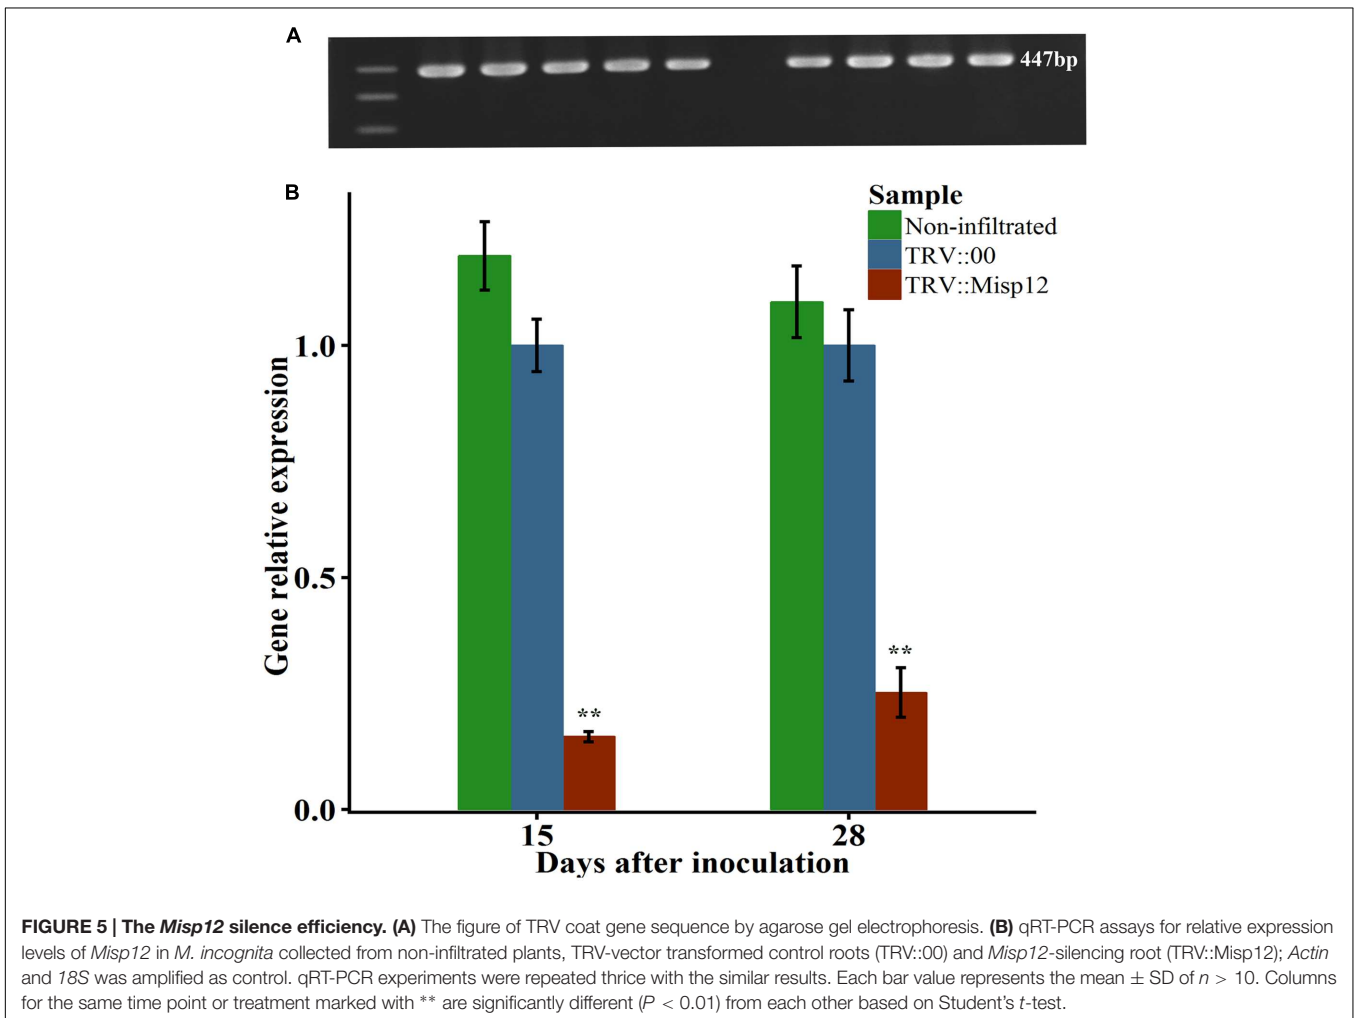 A
447bp
B
Sample
Non-infiltrated
TRV::00
TRV::Misp12
Gene relative expression
1.0
0.5
0.0
**
**
15
28
Days after inoculation
FIGURE 5 | The Misp12 silence efficiency. (A) The figure of TRV coat gene sequence by agarose gel electrophoresis. (B) qRT-PCR assays for relative expression
levels of Misp12 in M. incognita collected from non-infiltrated plants, TRV-vector transformed control roots (TRV::00) and Misp12-silencing root (TRV::Misp12); Actin
and 18S was amplified as control. qRT-PCR experiments were repeated thrice with the similar results. Each bar value represents the mean ± SD of n > 10. Columns
for the same time point or treatment marked with ** are significantly different (P < 0.01) from each other based on Student's t-test.